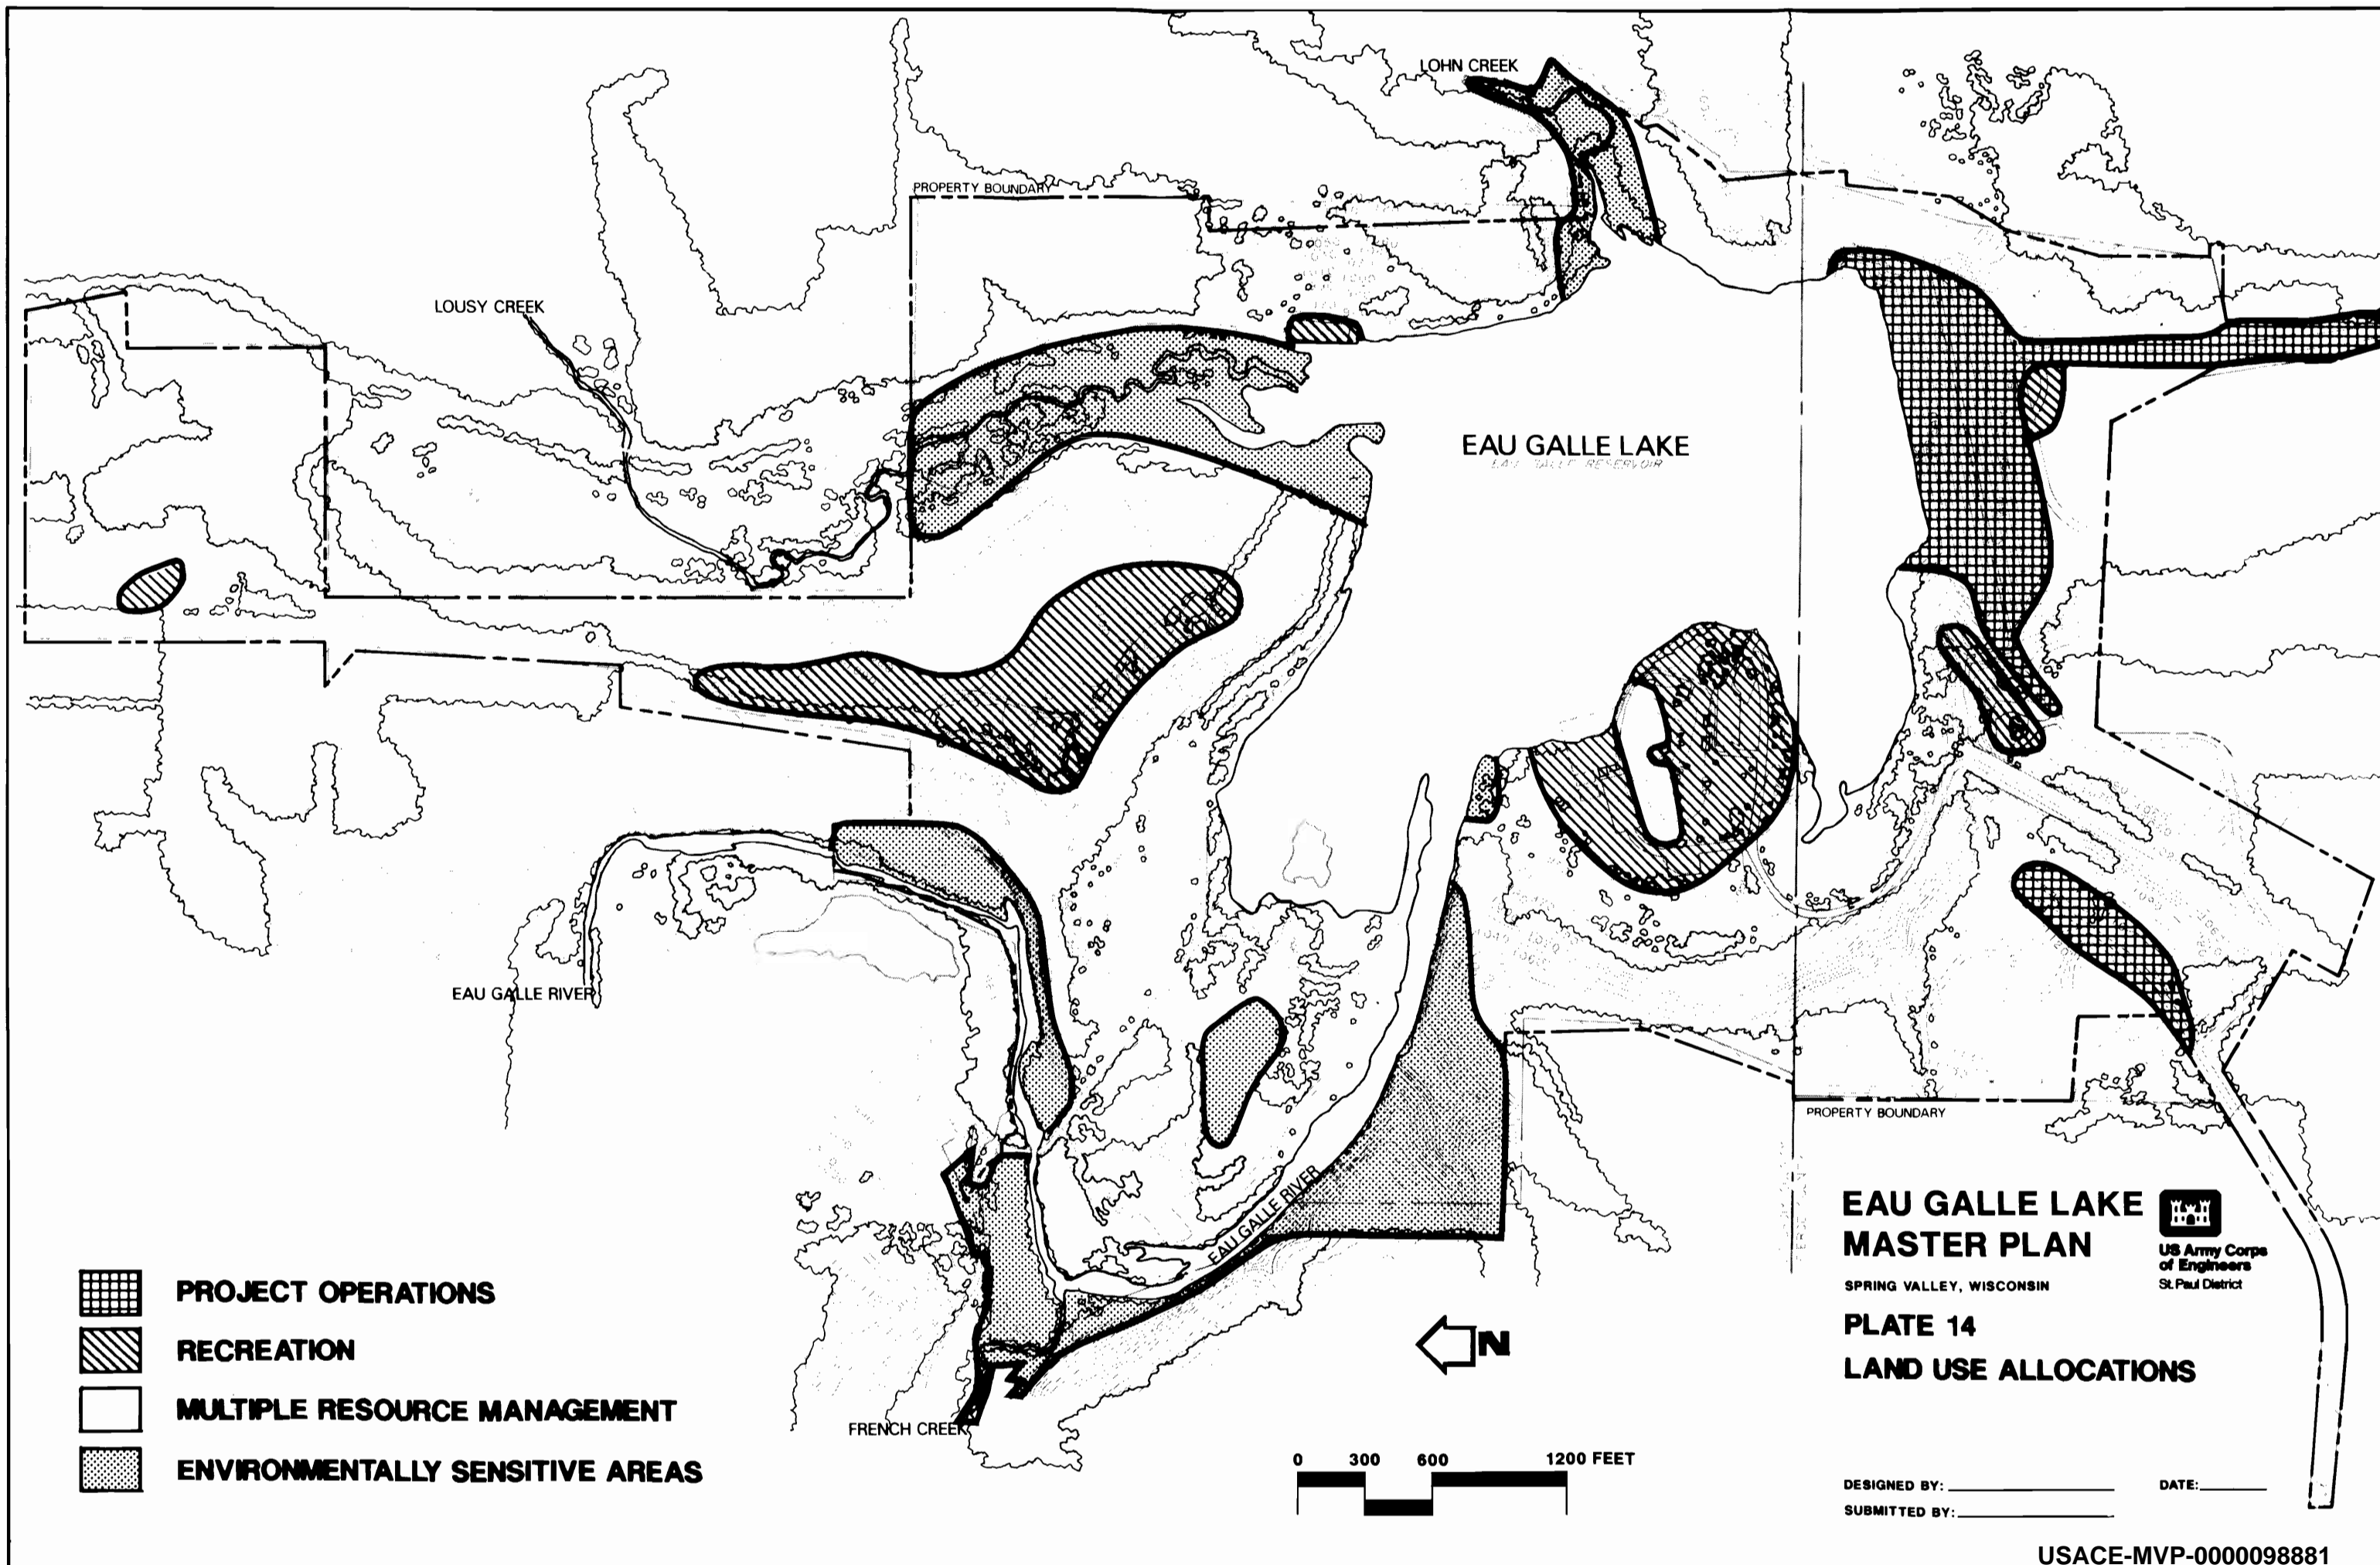 LOHN CREEK
PROPERTY BOUNDARY
LOUSY CREEK
EAU GALLE LAKE
EAU GALLE RESERVOIR
EAU GALLE RIVER
EAU GALLE RIVER
PROPERTY BOUNDARY
FRENCH CREEK
PROJECT OPERATIONS
RECREATION
MULTIPLE RESOURCE MANAGEMENT
ENVIRONMENTALLY SENSITIVE AREAS
N
0 300 600 1200 FEET
EAU GALLE LAKE
MASTER PLAN
SPRING VALLEY, WISCONSIN
US Army Corps
of Engineers
St. Paul District
PLATE 14
LAND USE ALLOCATIONS
DESIGNED BY:
DATE:
SUBMITTED BY:
USACE-MVP-0000098881